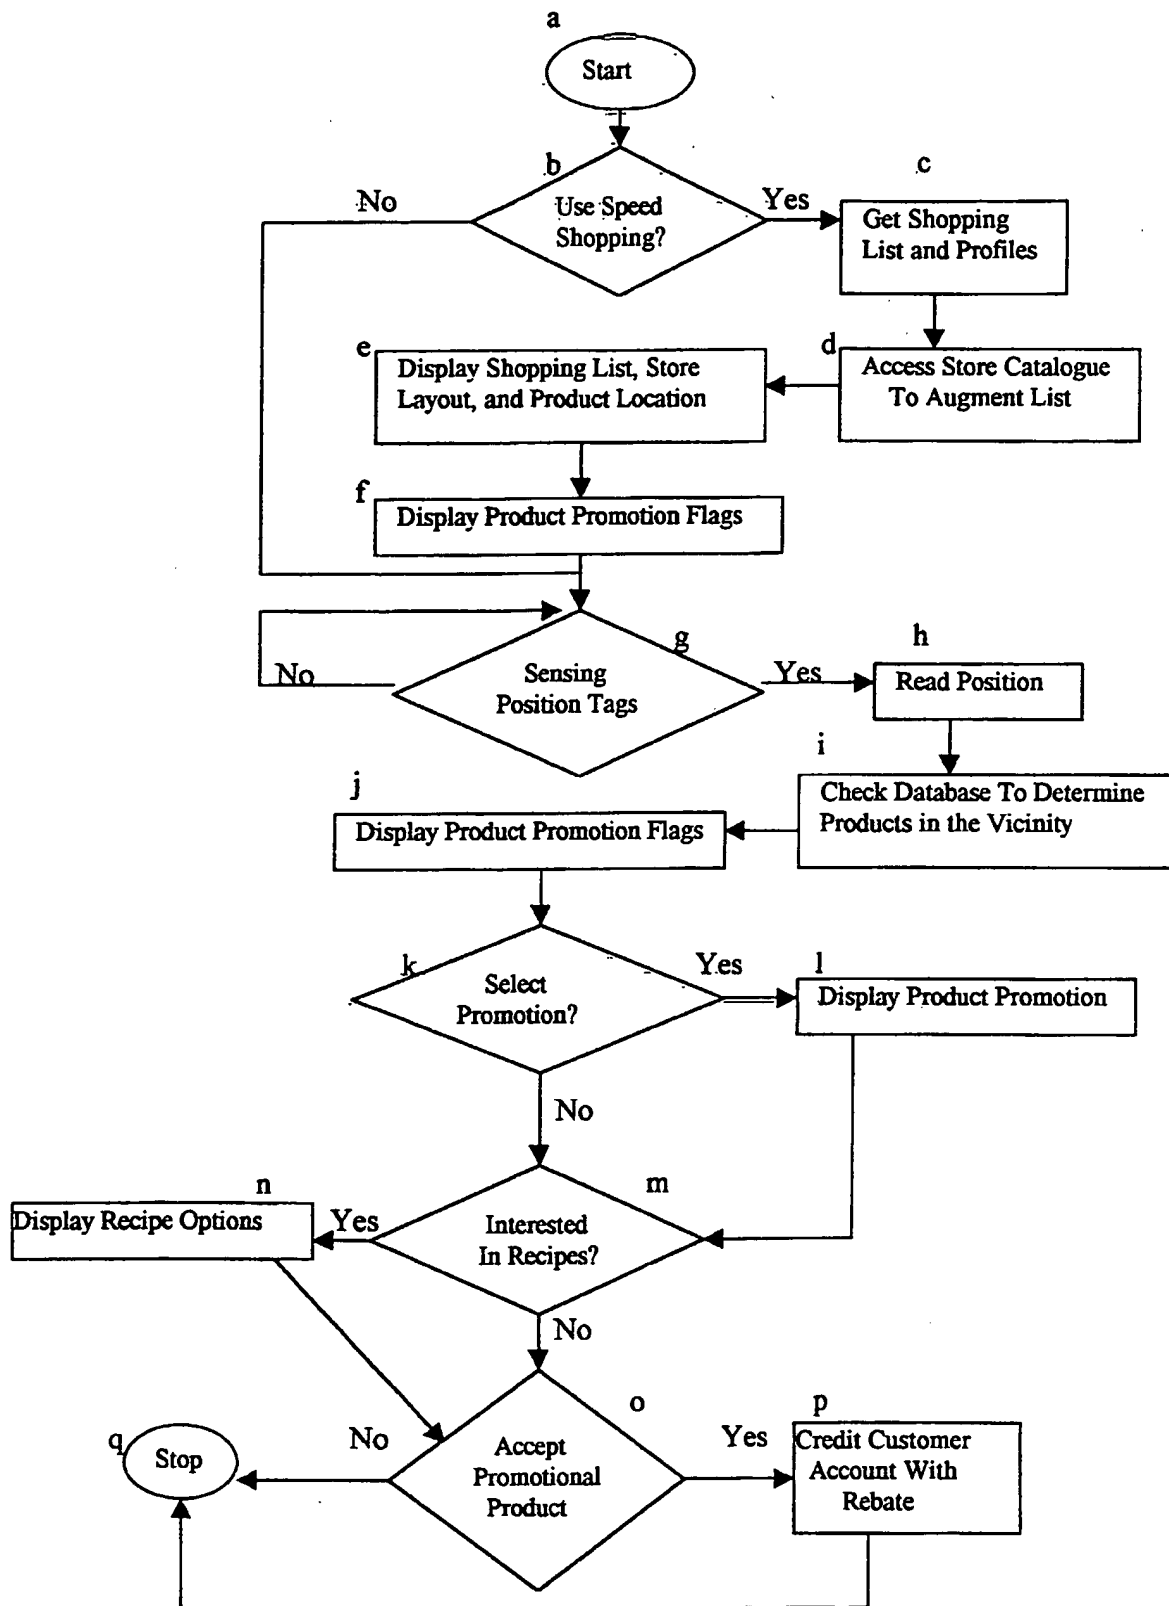 a
Start
b
Use Speed
Shopping?
No
Yes
c
Get Shopping
List and Profiles
d
Access Store Catalogue
To Augment List
e
Display Shopping List, Store
Layout, and Product Location
f
Display Product Promotion Flags
g
Sensing
Position Tags
No
Yes
h
Read Position
i
Check Database To Determine
Products in the Vicinity
j
Display Product Promotion Flags
k
Select
Promotion?
Yes
l
Display Product Promotion
No
m
Interested
In Recipes?
Yes
n
Display Recipe Options
No
o
Accept
Promotional
Product
No
Yes
p
Credit Customer
Account With
Rebate
q
Stop